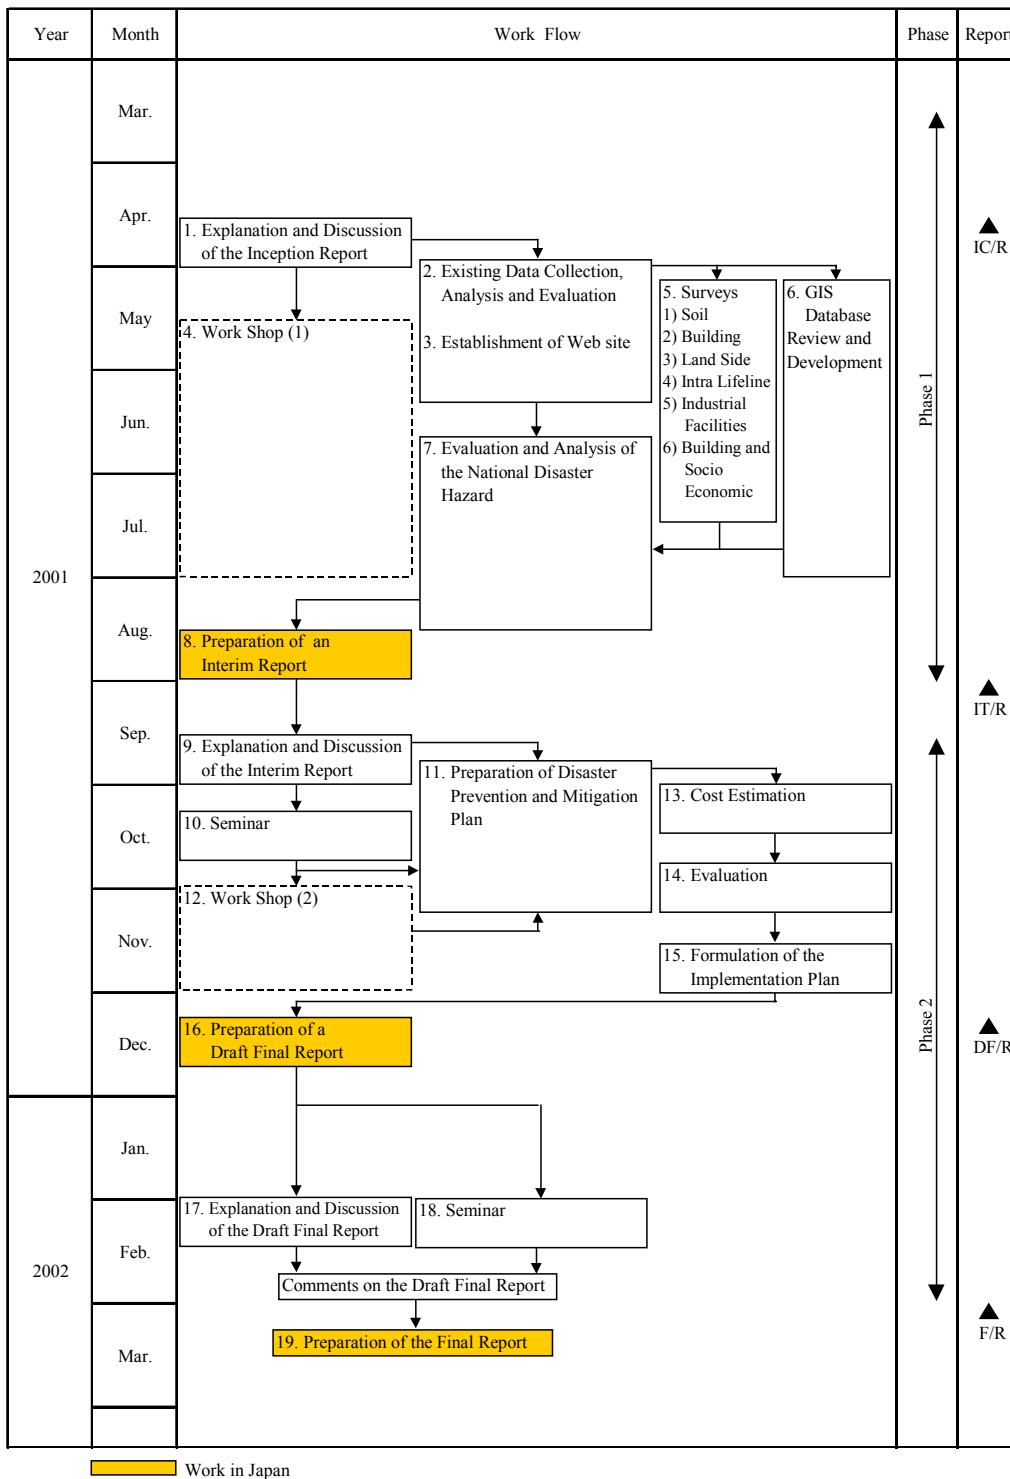 Year Month Work Flow Phase Report
2001
Mar.
Apr.
1. Explanation and Discussion
of the Inception Report
IC/R
2. Existing Data Collection,
Analysis and Evaluation
3. Establishment of Web site
May
4. Work Shop (1)
5. Surveys
1) Soil
2) Building
3) Land Side
4) Intra Lifeline
5) Industrial
Facilities
6) Building and
Socio
Economic
6. GIS
Database
Review and
Development
Phase 1
Jun.
7. Evaluation and Analysis of
the National Disaster
Hazard
Jul.
Aug.
8. Preparation of an
Interim Report
IT/R
Sep.
9. Explanation and Discussion
of the Interim Report
11. Preparation of Disaster
Prevention and Mitigation
Plan
13. Cost Estimation
Oct.
10. Seminar
14. Evaluation
12. Work Shop (2)
Nov.
15. Formulation of the
Implementation Plan
Phase 2
Dec.
16. Preparation of a
Draft Final Report
DF/R
2002
Jan.
17. Explanation and Discussion
of the Draft Final Report
18. Seminar
Feb.
Comments on the Draft Final Report
F/R
19. Preparation of the Final Report
Mar.
Work in Japan